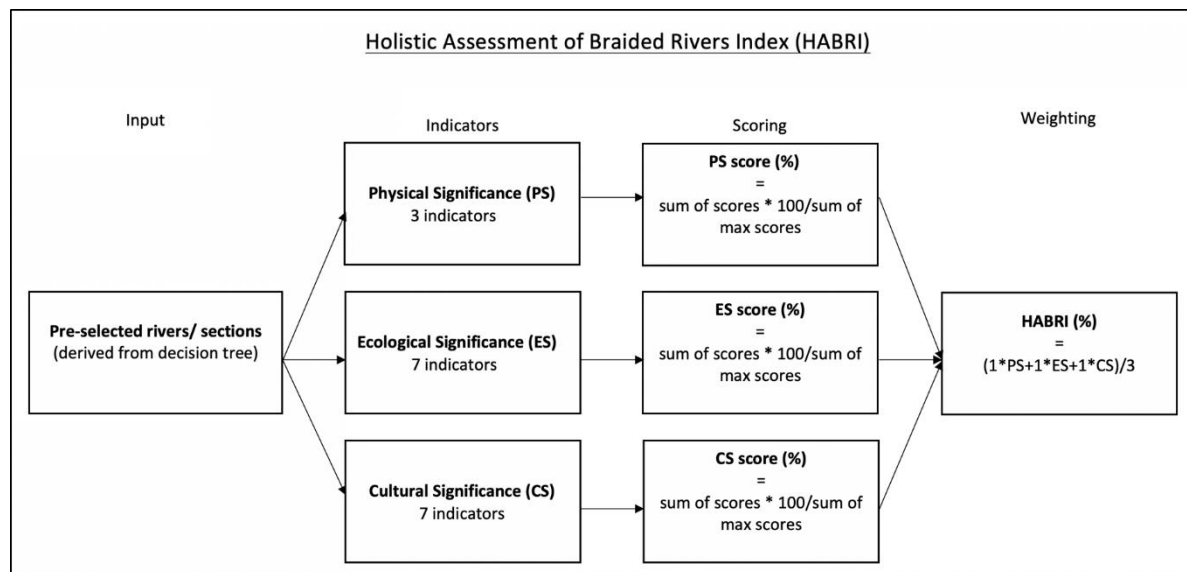 Holistic Assessment of Braided Rivers Index (HABRI)
Input
Indicators
Scoring
Weighting
Physical Significance (PS)
3 indicators
PS score (%)
=
sum of scores * 100/sum of
max scores
Pre-selected rivers/ sections
(derived from decision tree)
Ecological Significance (ES)
7 indicators
ES score (%)
=
sum of scores * 100/sum of
max scores
HABRI (%)
=
(1*PS+1*ES+1*CS)/3
Cultural Significance (CS)
7 indicators
CS score (%)
=
sum of scores * 100/sum of
max scores